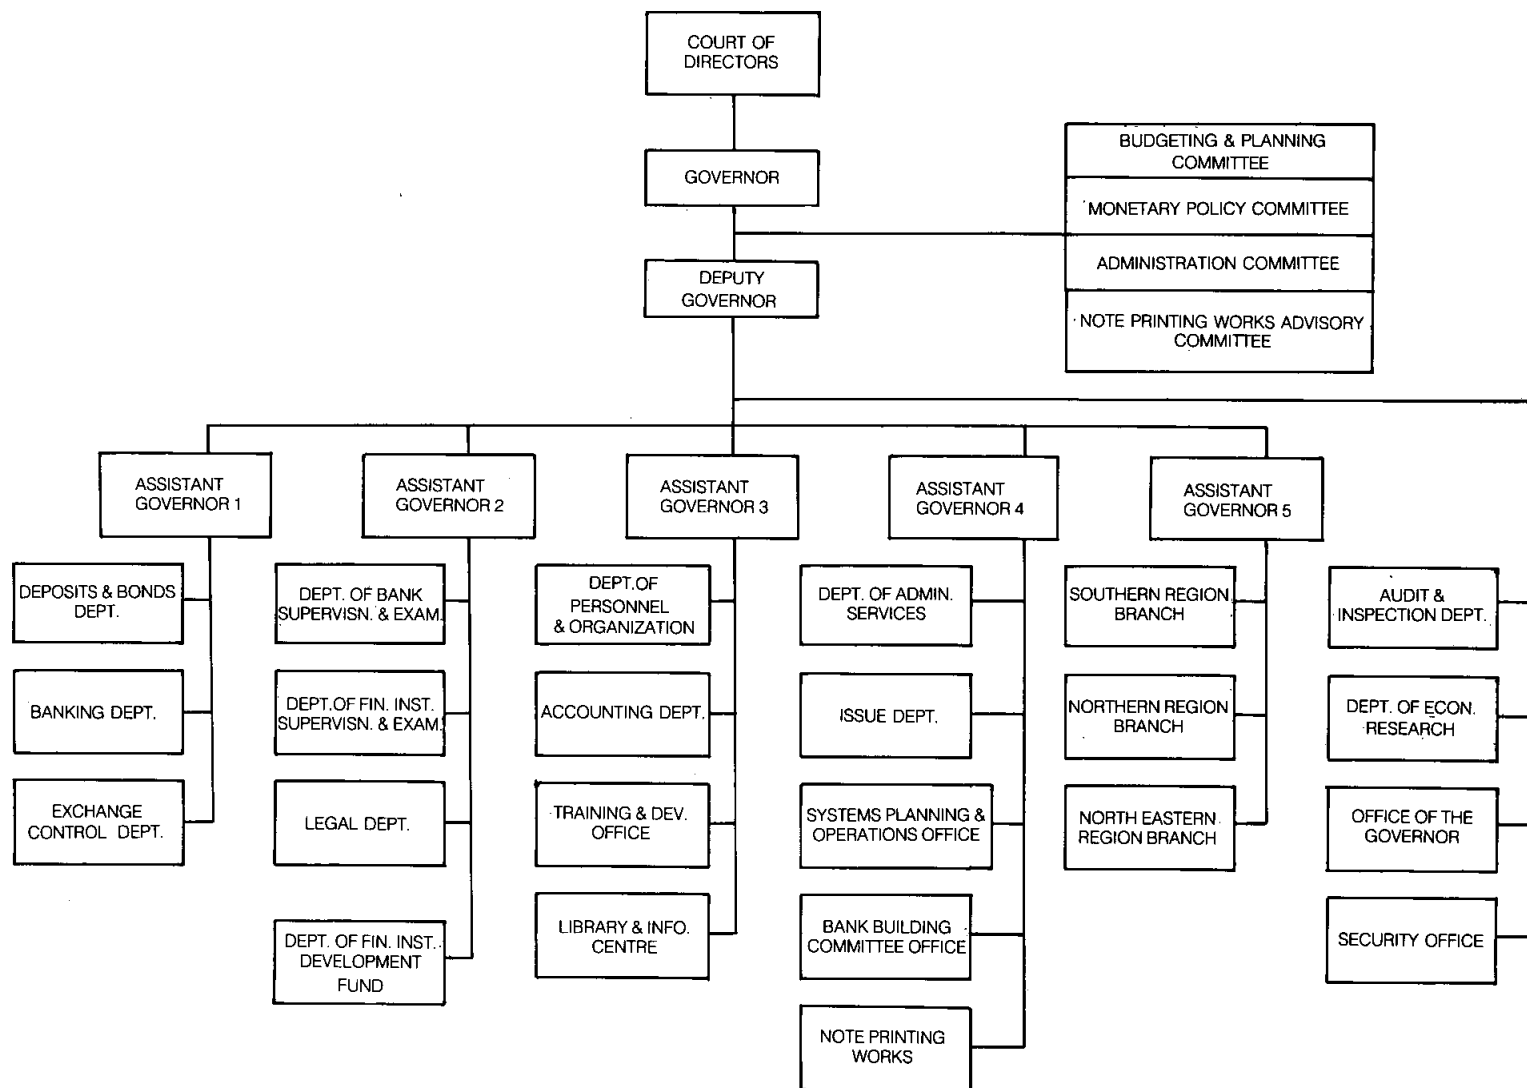 COURT OF
DIRECTORS
GOVERNOR
BUDGETING & PLANNING
COMMITTEE
MONETARY POLICY COMMITTEE
ADMINISTRATION COMMITTEE
NOTE PRINTING WORKS ADVISORY
COMMITTEE
DEPUTY
GOVERNOR
ASSISTANT
GOVERNOR 1
ASSISTANT
GOVERNOR 2
ASSISTANT
GOVERNOR 3
ASSISTANT
GOVERNOR 4
ASSISTANT
GOVERNOR 5
DEPOSITS & BONDS
DEPT.
BANKING DEPT.
EXCHANGE
CONTROL DEPT.
DEPT. OF BANK
SUPERVISN. & EXAM.
DEPT. OF FIN. INST.
SUPERVISN. & EXAM.
LEGAL DEPT.
DEPT. OF FIN. INST.
DEVELOPMENT
FUND
DEPT. OF
PERSONNEL
& ORGANIZATION
ACCOUNTING DEPT.
TRAINING & DEV.
OFFICE
LIBRARY & INFO.
CENTRE
DEPT. OF ADMIN.
SERVICES
ISSUE DEPT.
SYSTEMS PLANNING &
OPERATIONS OFFICE
BANK BUILDING
COMMITTEE OFFICE
NOTE PRINTING
WORKS
SOUTHERN REGION
BRANCH
NORTHERN REGION
BRANCH
NORTH EASTERN
REGION BRANCH
AUDIT &
INSPECTION DEPT.
DEPT. OF ECON.
RESEARCH
OFFICE OF THE
GOVERNOR
SECURITY OFFICE